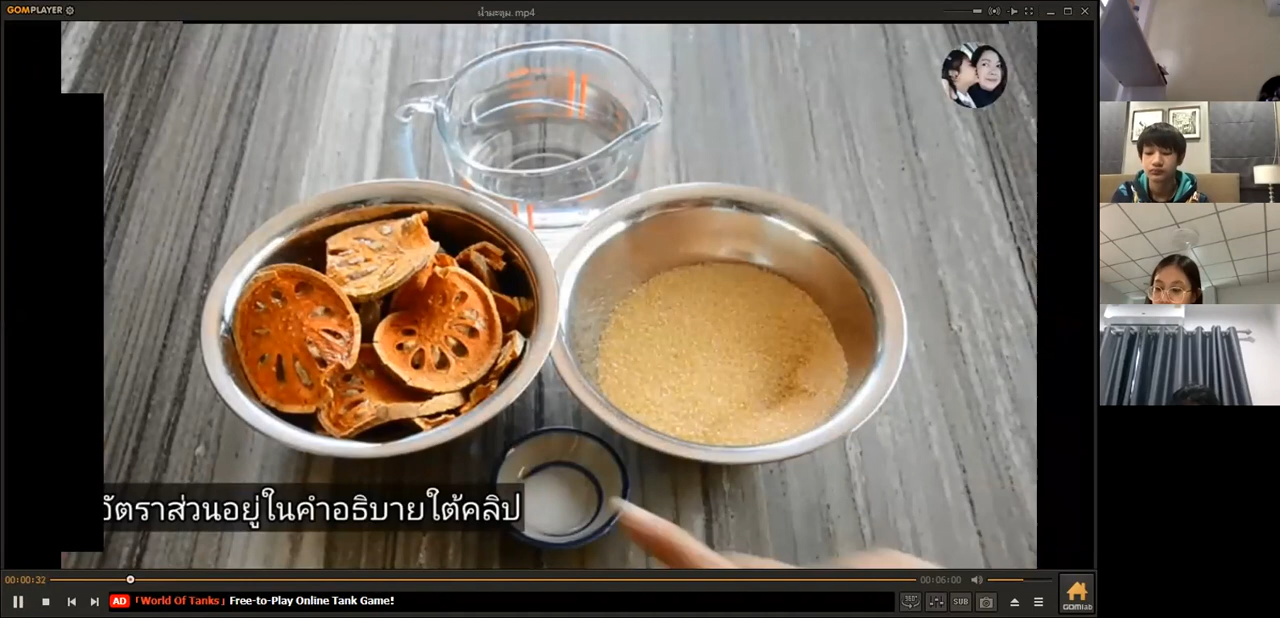 GOMPLAYER
น้ำมะตูม.mp4
อัตราส่วนอยู่ในคำอธิบายใต้คลิป
00:00:32
00:06:00
AD 「World Of Tanks」 Free-to-Play Online Tank Game!
360°
SUB
GOMlab